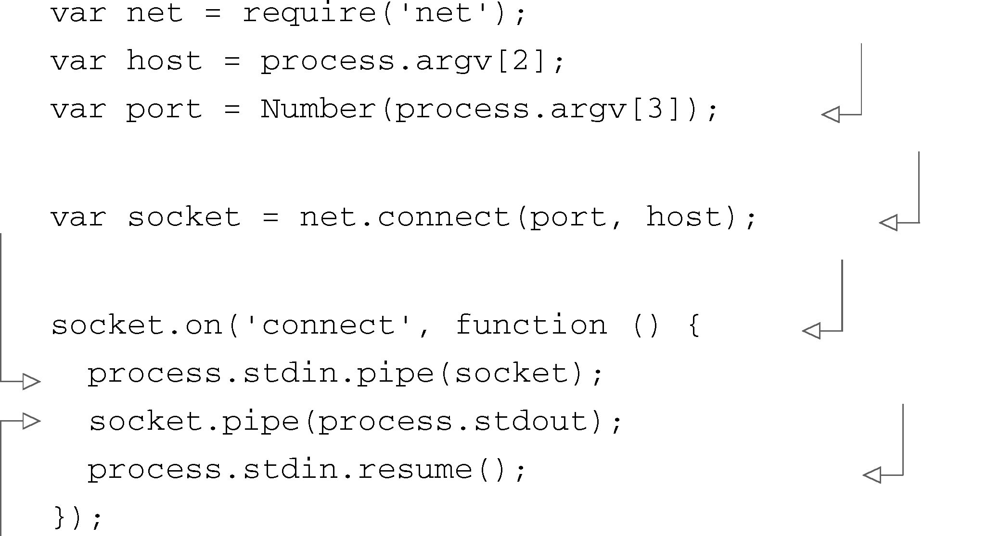 var net = require('net');
var host = process.argv[2];
var port = Number(process.argv[3]);
var socket = net.connect(port, host);
socket.on('connect', function () {
process.stdin.pipe(socket);
socket.pipe(process.stdout);
process.stdin.resume();
});